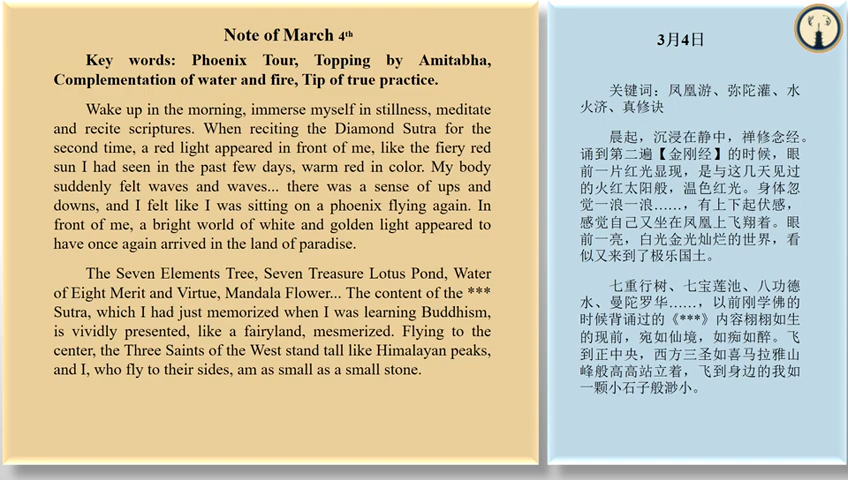 Note of March 4th
Key words: Phoenix Tour, Topping by Amitabha,
Complementation of water and fire, Tip of true practice.
Wake up in the morning, immerse myself in stillness, meditate
and recite scriptures. When reciting the Diamond Sutra for the
second time, a red light appeared in front of me, like the fiery red
sun I had seen in the past few days, warm red in color. My body
suddenly felt waves and waves... there was a sense of ups and
downs, and I felt like I was sitting on a phoenix flying again. In
front of me, a bright world of white and golden light appeared to
have once again arrived in the land of paradise.
The Seven Elements Tree, Seven Treasure Lotus Pond, Water
of Eight Merit and Virtue, Mandala Flower... The content of the ***
Sutra, which I had just memorized when I was learning Buddhism,
is vividly presented, like a fairyland, mesmerized. Flying to the
center, the Three Saints of the West stand tall like Himalayan peaks,
and I, who fly to their sides, am as small as a small stone.
3月4日
关键词：凤凰游、弥陀灌、水
火济、真修诀
晨起，沉浸在静中，禅修念经。
诵到第二遍【金刚经】的时候，眼
前一片红光显现，是与这几天见过
的火红太阳般，温色红光。身体忽
觉一浪一浪……，有上下起伏感，
感觉自己又坐在凤凰上飞翔着。眼
前一亮，白光金光灿烂的世界，看
似又来到了极乐国土。
七重行树、七宝莲池、八功德
水、曼陀罗华……，以前刚学佛的
时候背诵过的《***》内容栩栩如生
的现前，宛如仙境，如痴如醉。飞
到正中央，西方三圣如喜马拉雅山
峰般高高站立着，飞到身边的我如
一颗小石子般渺小。